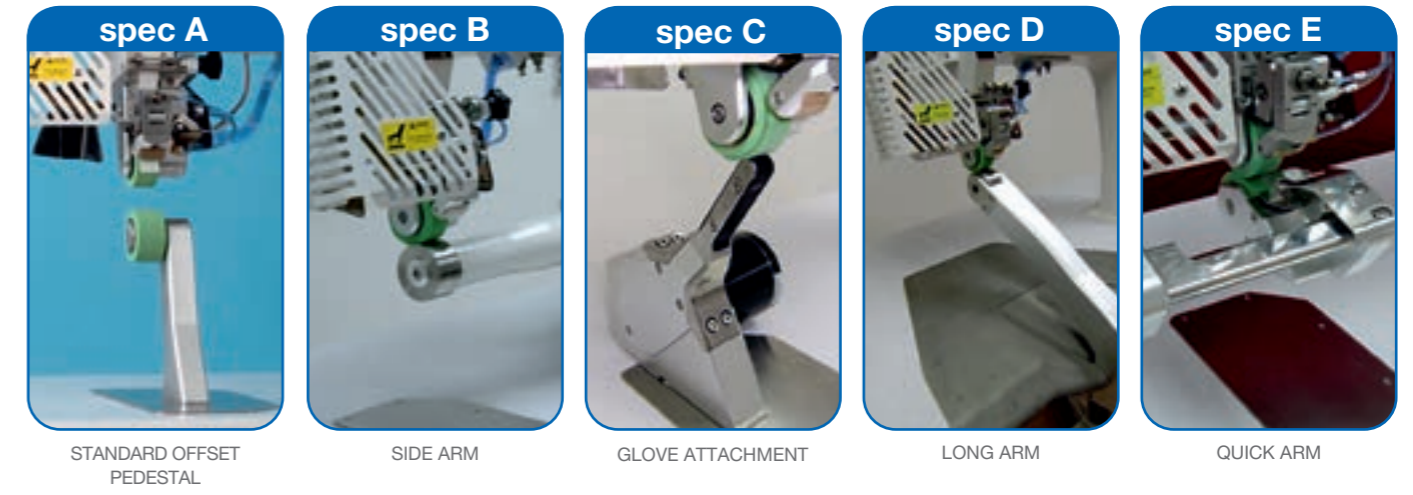 spec A
spec B
spec C
spec D
spec E
STANDARD OFFSET
PEDESTAL
SIDE ARM
GLOVE ATTACHMENT
LONG ARM
QUICK ARM